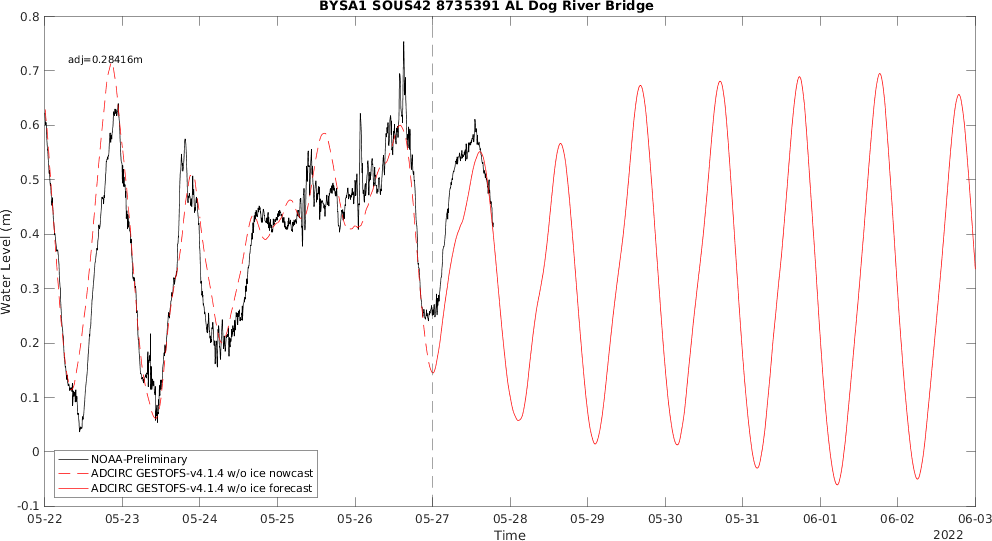 BYSA1 SOUS42 8735391 AL Dog River Bridge
adj=0.28416m
Water Level (m)
0.8
0.7
0.6
0.5
0.4
0.3
0.2
0.1
0
-0.1
NOAA-Preliminary
ADCIRC GESTOFS-v4.1.4 w/o ice nowcast
ADCIRC GESTOFS-v4.1.4 w/o ice forecast
05-22 05-23 05-24 05-25 05-26 05-27 05-28 05-29 05-30 05-31 06-01 06-02 06-03
Time
2022